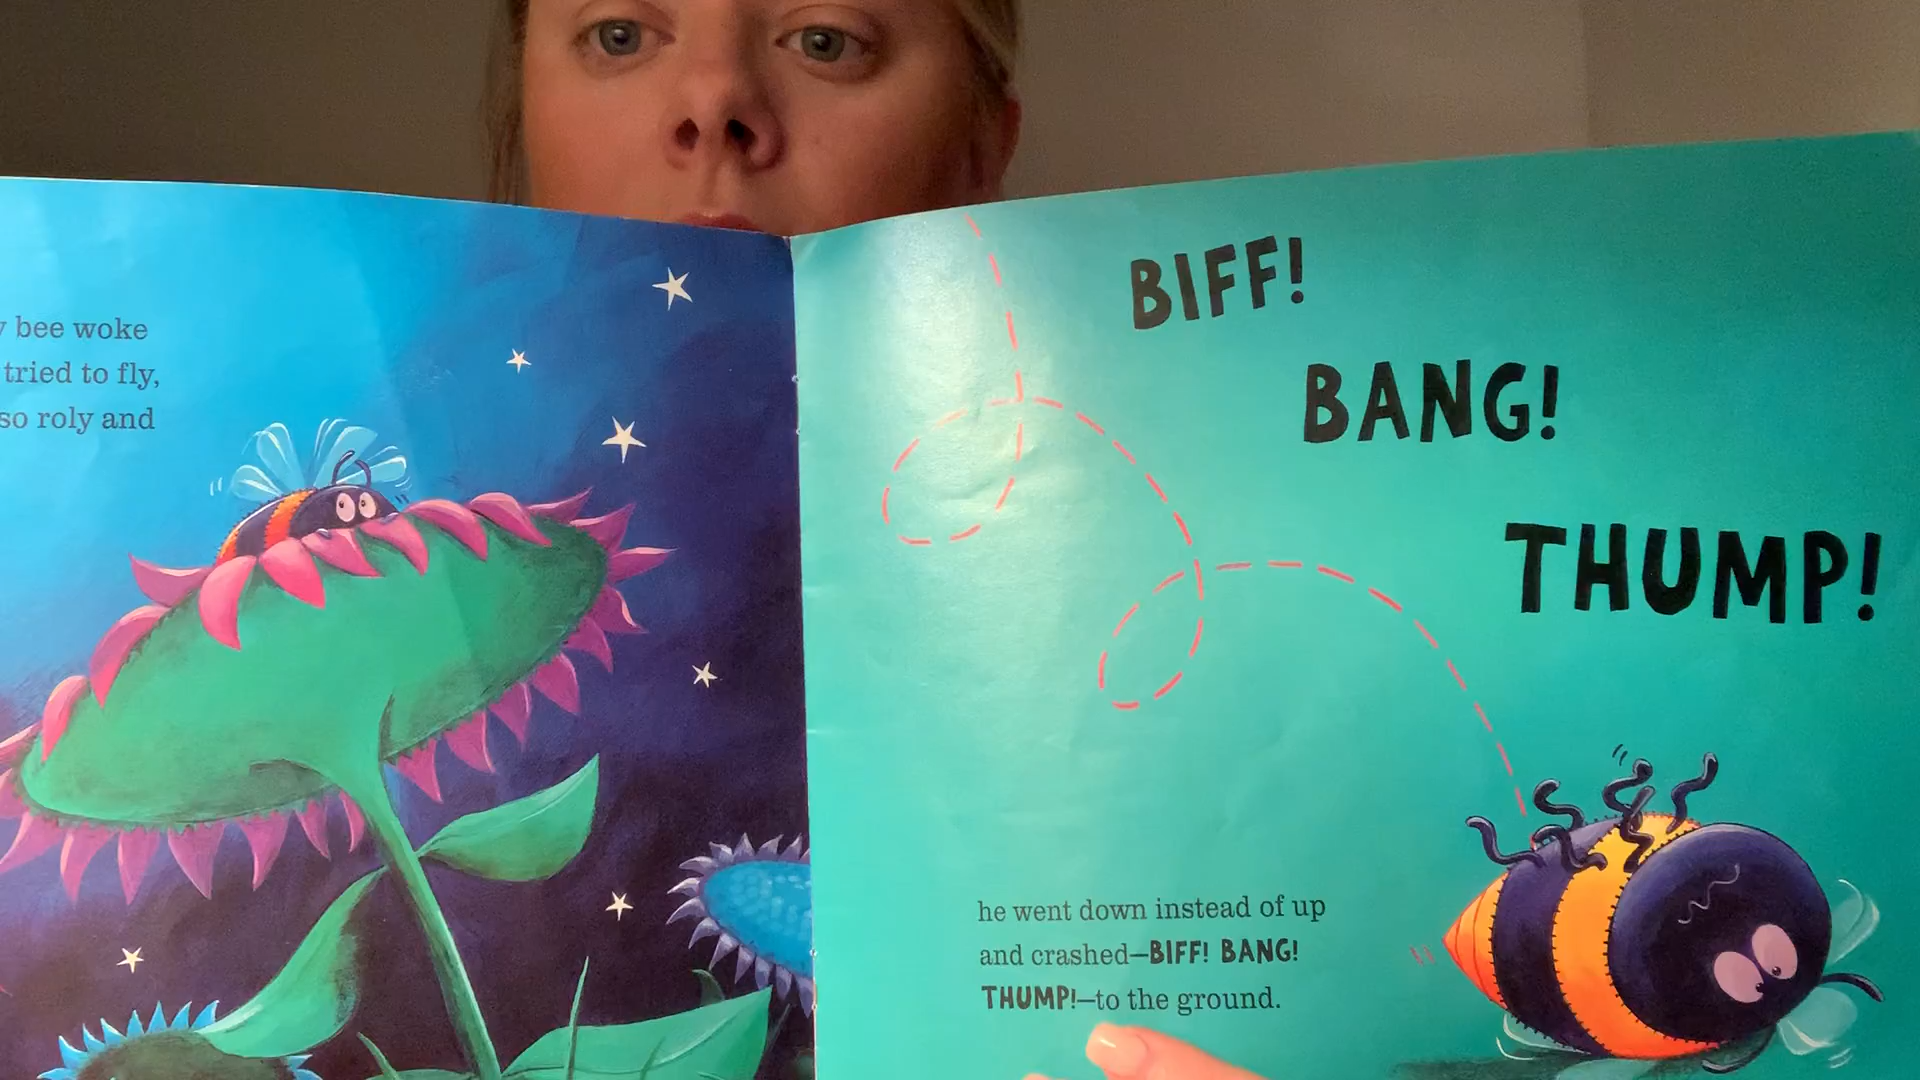 bee woke
tried to fly,
so roly and
BIFF!
BANG!
THUMP!
he went down instead of up
and crashed—BIFF! BANG!
THUMP!—to the ground.